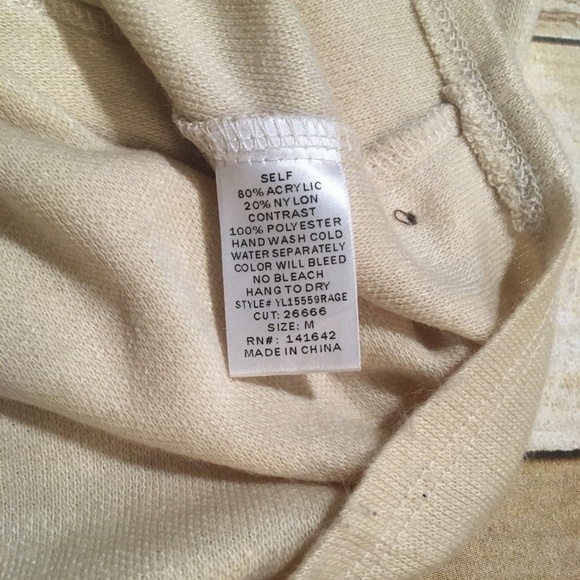 SELF
80% ACRYLIC
20% NYLON
CONTRAST
100% POLYESTER
HAND WASH COLD
WATER SEPARATELY
COLOR WILL BLEED
NO BLEACH
HANG TO DRY
STYLE# YL15559RAGE
CUT: 26666
SIZE: M
RN#: 141642
MADE IN CHINA